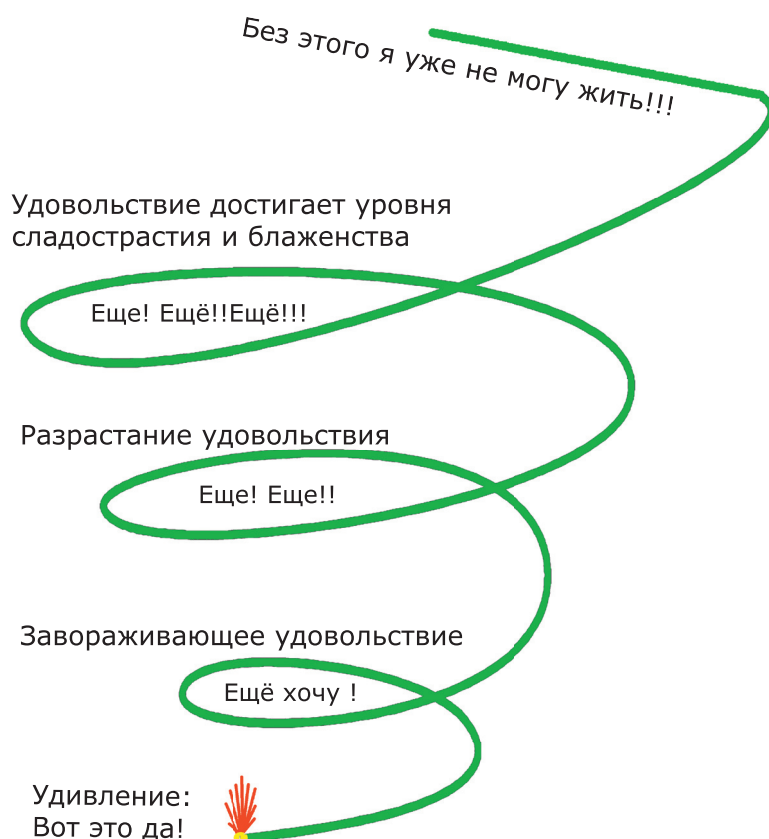 Без этого я уже не могу жить!!!
Удовольствие достигает уровня
сладострастия и блаженства
Еще! Ещё!!Ещё!!!
Разрастание удовольствия
Еще! Еще!!
Завораживающее удовольствие
Ещё хочу !
Удивление:
Вот это да!